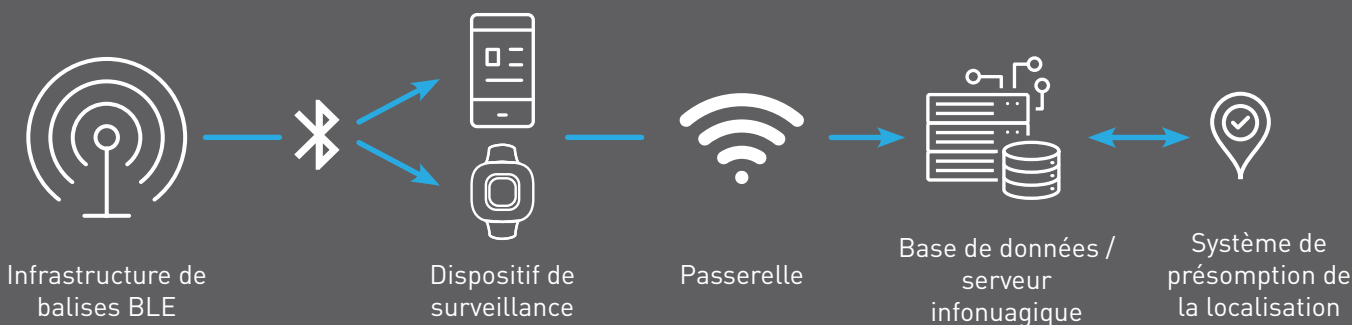 Infrastructure de
balises BLE
Dispositif de
surveillance
Passerelle
Base de données /
serveur
infonuagique
Système de
présomption de
la localisation